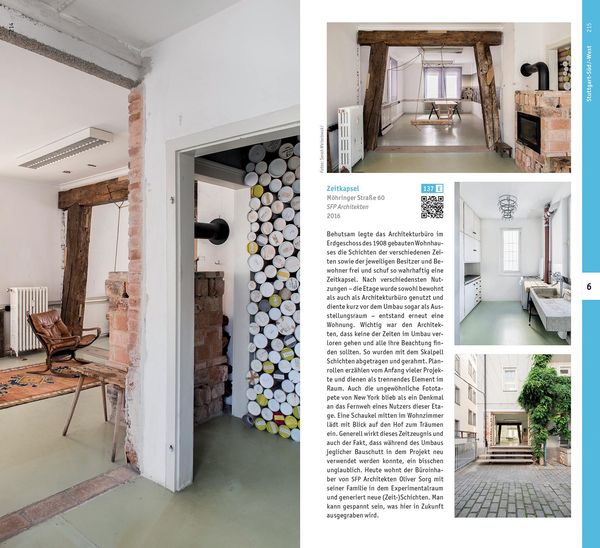 Stuttgart-Süd/-West
215
6
Zeitkapsel
137 E
Möhringer Straße 60
SFP Architekten
2016
Behutsam legte das Architekturbüro im
Erdgeschoss des 1908 gebauten Wohnhau-
ses die Schichten der verschiedenen Zei-
ten sowie der jeweiligen Besitzer und Be-
wohner frei und schuf so wahrhaftig eine
Zeitkapsel. Nach verschiedensten Nut-
zungen – die Etage wurde sowohl bewohnt
als auch als Architekturbüro genutzt und
diente kurz vor dem Umbau sogar als Aus-
stellungsraum – entstand erneut eine
Wohnung. Wichtig war den Architek-
ten, dass keine der Zeiten im Umbau ver-
loren gehen und alle ihre Beachtung fin-
den sollten. So wurden mit dem Skalpell
Schichten abgetragen und gerahmt. Plan-
rollen erzählen vom Anfang vieler Projek-
te und dienen als trennendes Element im
Raum. Auch die ungewöhnliche Fototа-
pete von New York blieb als ein Denkmal
an das Fernweh eines Nutzers dieser Eta-
ge. Eine Schaukel mitten im Wohnzimmer
lädt mit Blick auf den Hof zum Träumen
ein. Generell wirkt dieses Zeitzeugnis und
auch der Fakt, dass während des Umbaus
jeglicher Bauschutt in dem Projekt neu
verwendet werden konnte, ein bisschen
unglaublich. Heute wohnt der Büroinha-
ber von SFP Architekten Oliver Sorg mit
seiner Familie in dem Experimentalraum
und generiert neue (Zeit-)Schichten. Man
kann gespannt sein, was hier in Zukunft
ausgegraben wird.